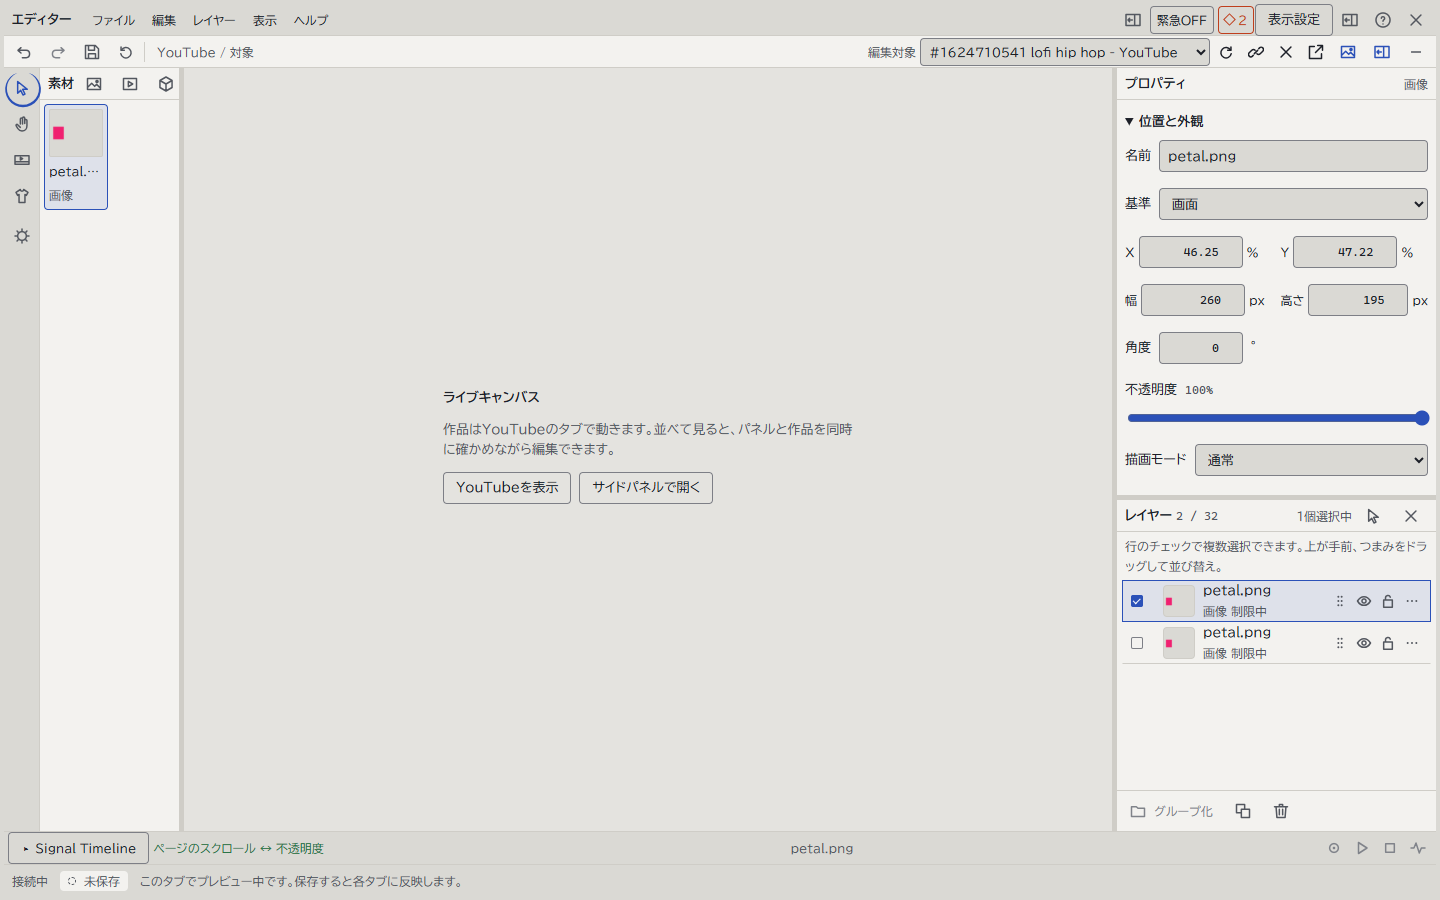 エディター ファイル 編集 レイヤー 表示 ヘルプ 緊急OFF 2 表示設定
YouTube / 対象 編集対象 #1624710541 lofi hip hop - YouTube
素材
petal.…
画像
ライブキャンバス
作品はYouTubeのタブで動きます。並べて見ると、パネルと作品を同時
に確かめながら編集できます。
YouTubeを表示 サイドパネルで開く
プロパティ 画像
▼ 位置と外観
名前 petal.png
基準 画面
X 46.25 % Y 47.22 %
幅 260 px 高さ 195 px
角度 0 °
不透明度 100%
描画モード 通常
レイヤー 2 / 32 1個選択中
行のチェックで複数選択できます。上が手前、つまみをドラ
ッグして並び替え。
petal.png
画像 制限中
petal.png
画像 制限中
グループ化
▸ Signal Timeline ページのスクロール ↔ 不透明度 petal.png
接続中 未保存 このタブでプレビュー中です。保存すると各タブに反映します。